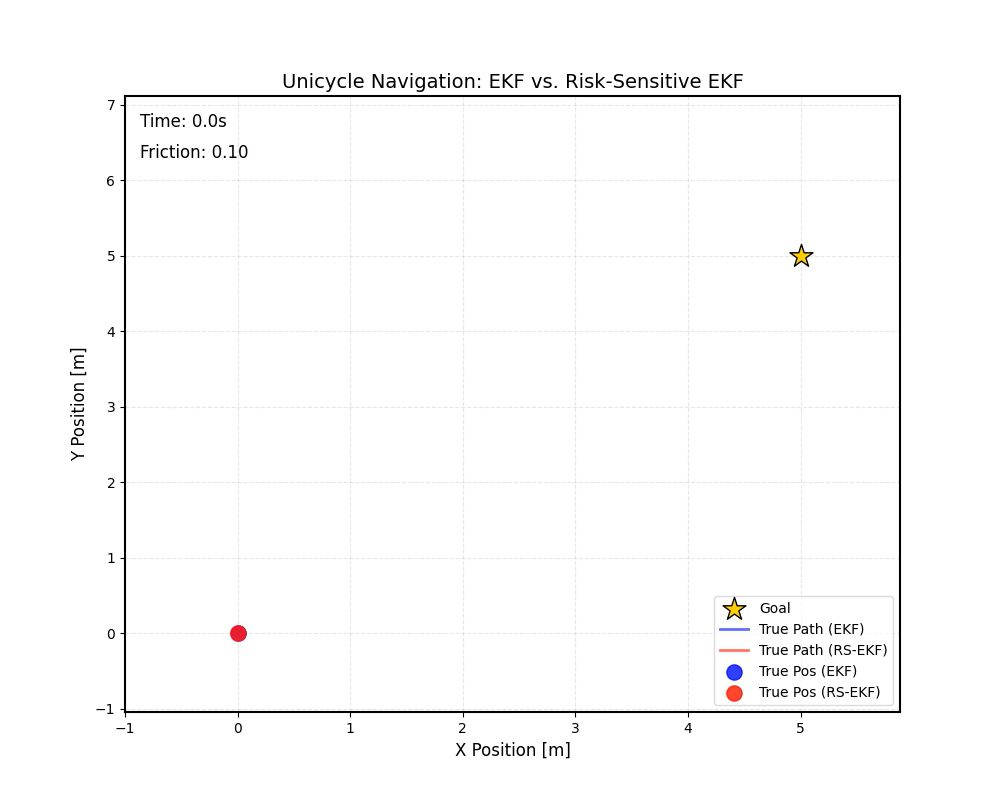 Unicycle Navigation: EKF vs. Risk-Sensitive EKF
Time: 0.0s
Friction: 0.10
7
6
5
4
3
2
1
0
−1
Y Position [m]
−1
0
1
2
3
4
5
X Position [m]
Goal
True Path (EKF)
True Path (RS-EKF)
True Pos (EKF)
True Pos (RS-EKF)